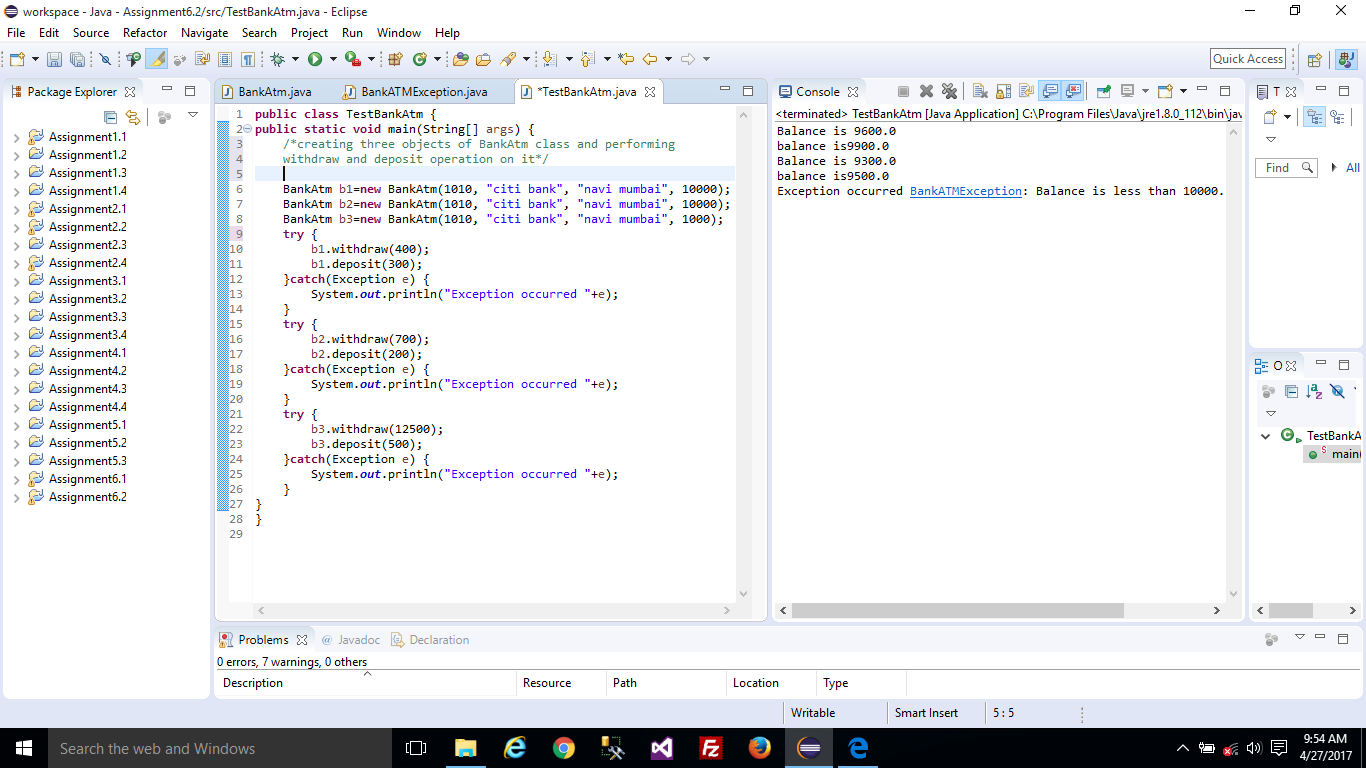 workspace - Java - Assignment6.2/src/TestBankAtm.java - Eclipse
File Edit Source Refactor Navigate Search Project Run Window Help
Quick Access
Package Explorer
Assignment1.1
Assignment1.2
Assignment1.3
Assignment1.4
Assignment2.1
Assignment2.2
Assignment2.3
Assignment2.4
Assignment3.1
Assignment3.2
Assignment3.3
Assignment3.4
Assignment4.1
Assignment4.2
Assignment4.3
Assignment4.4
Assignment5.1
Assignment5.2
Assignment5.3
Assignment6.1
Assignment6.2
BankAtm.java BankATMException.java *TestBankAtm.java
1 public class TestBankAtm {
2 public static void main(String[] args) {
3 /*creating three objects of BankAtm class and performing
4 withdraw and deposit operation on it*/
5
6 BankAtm b1=new BankAtm(1010, "citi bank", "navi mumbai", 10000);
7 BankAtm b2=new BankAtm(1010, "citi bank", "navi mumbai", 10000);
8 BankAtm b3=new BankAtm(1010, "citi bank", "navi mumbai", 1000);
9 try {
10 b1.withdraw(400);
11 b1.deposit(300);
12 }catch(Exception e) {
13 System.out.println("Exception occurred "+e);
14 }
15 try {
16 b2.withdraw(700);
17 b2.deposit(200);
18 }catch(Exception e) {
19 System.out.println("Exception occurred "+e);
20 }
21 try {
22 b3.withdraw(12500);
23 b3.deposit(500);
24 }catch(Exception e) {
25 System.out.println("Exception occurred "+e);
26 }
27 }
28 }
29
Console
<terminated> TestBankAtm [Java Application] C:\Program Files\Java\jre1.8.0_112\bin\jav
Balance is 9600.0
balance is9900.0
Balance is 9300.0
balance is9500.0
Exception occurred BankATMException: Balance is less than 10000.
T
Find All
O
TestBankA
main(
Problems @ Javadoc Declaration
0 errors, 7 warnings, 0 others
Description Resource Path Location Type
Writable Smart Insert 5 : 5
Search the web and Windows
9:54 AM
4/27/2017